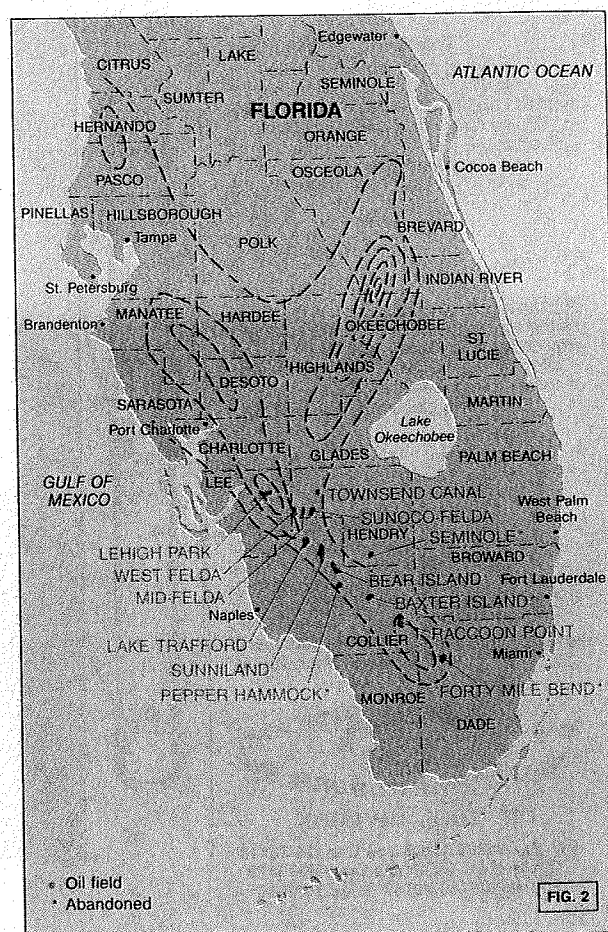 Edgewater
CITRUS
LAKE
ATLANTIC OCEAN
SEMINOLE
SUMTER
FLORIDA
HERNANDO
ORANGE
PASCO
OSCEOLA
Cocoa Beach
PINELLAS
HILLSBOROUGH
BREVARD
Tampa
POLK
St. Petersburg
INDIAN RIVER
MANATEE
HARDEE
Brandenton
OKEECHOBEE
ST.
LUCIE
HIGHLANDS
DESOTO
SARASOTA
MARTIN
Port Charlotte
Lake
Okeechobee
CHARLOTTE
GLADES
PALM BEACH
GULF OF
MEXICO
LEE
TOWNSEND CANAL
West Palm
Beach
SUNOCO-FELDA
HENDRY
SEMINOLE
LEHIGH PARK
BROWARD
WEST FELDA
BEAR ISLAND
Fort Lauderdale
MID-FELDA
BAXTER ISLAND*
Naples
COLLIER
RACCOON POINT
LAKE TRAFFORD
Miami
SUNNILAND
PEPPER HAMMOCK*
MONROE
FORTY MILE BEND*
DADE
Oil field
* Abandoned
FIG. 2